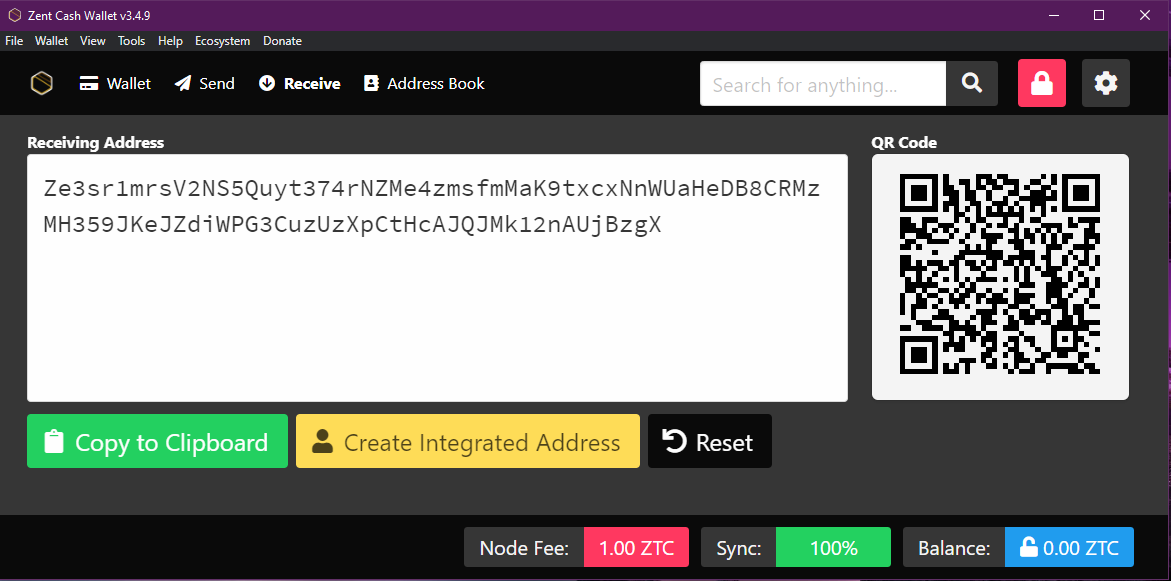 Zent Cash Wallet v3.4.9
File Wallet View Tools Help Ecosystem Donate
Wallet Send Receive Address Book Search for anything...
Receiving Address QR Code
Ze3sr1mrsV2NS5Quyt374rNZMe4zmsfmMaK9txcxNnWUaHeDB8CRMz
MH359JKeJZdiWPG3CuzUzXpCtHcAJQJMk12nAUjBzgX
Copy to Clipboard Create Integrated Address Reset
Node Fee: 1.00 ZTC Sync: 100% Balance: 0.00 ZTC